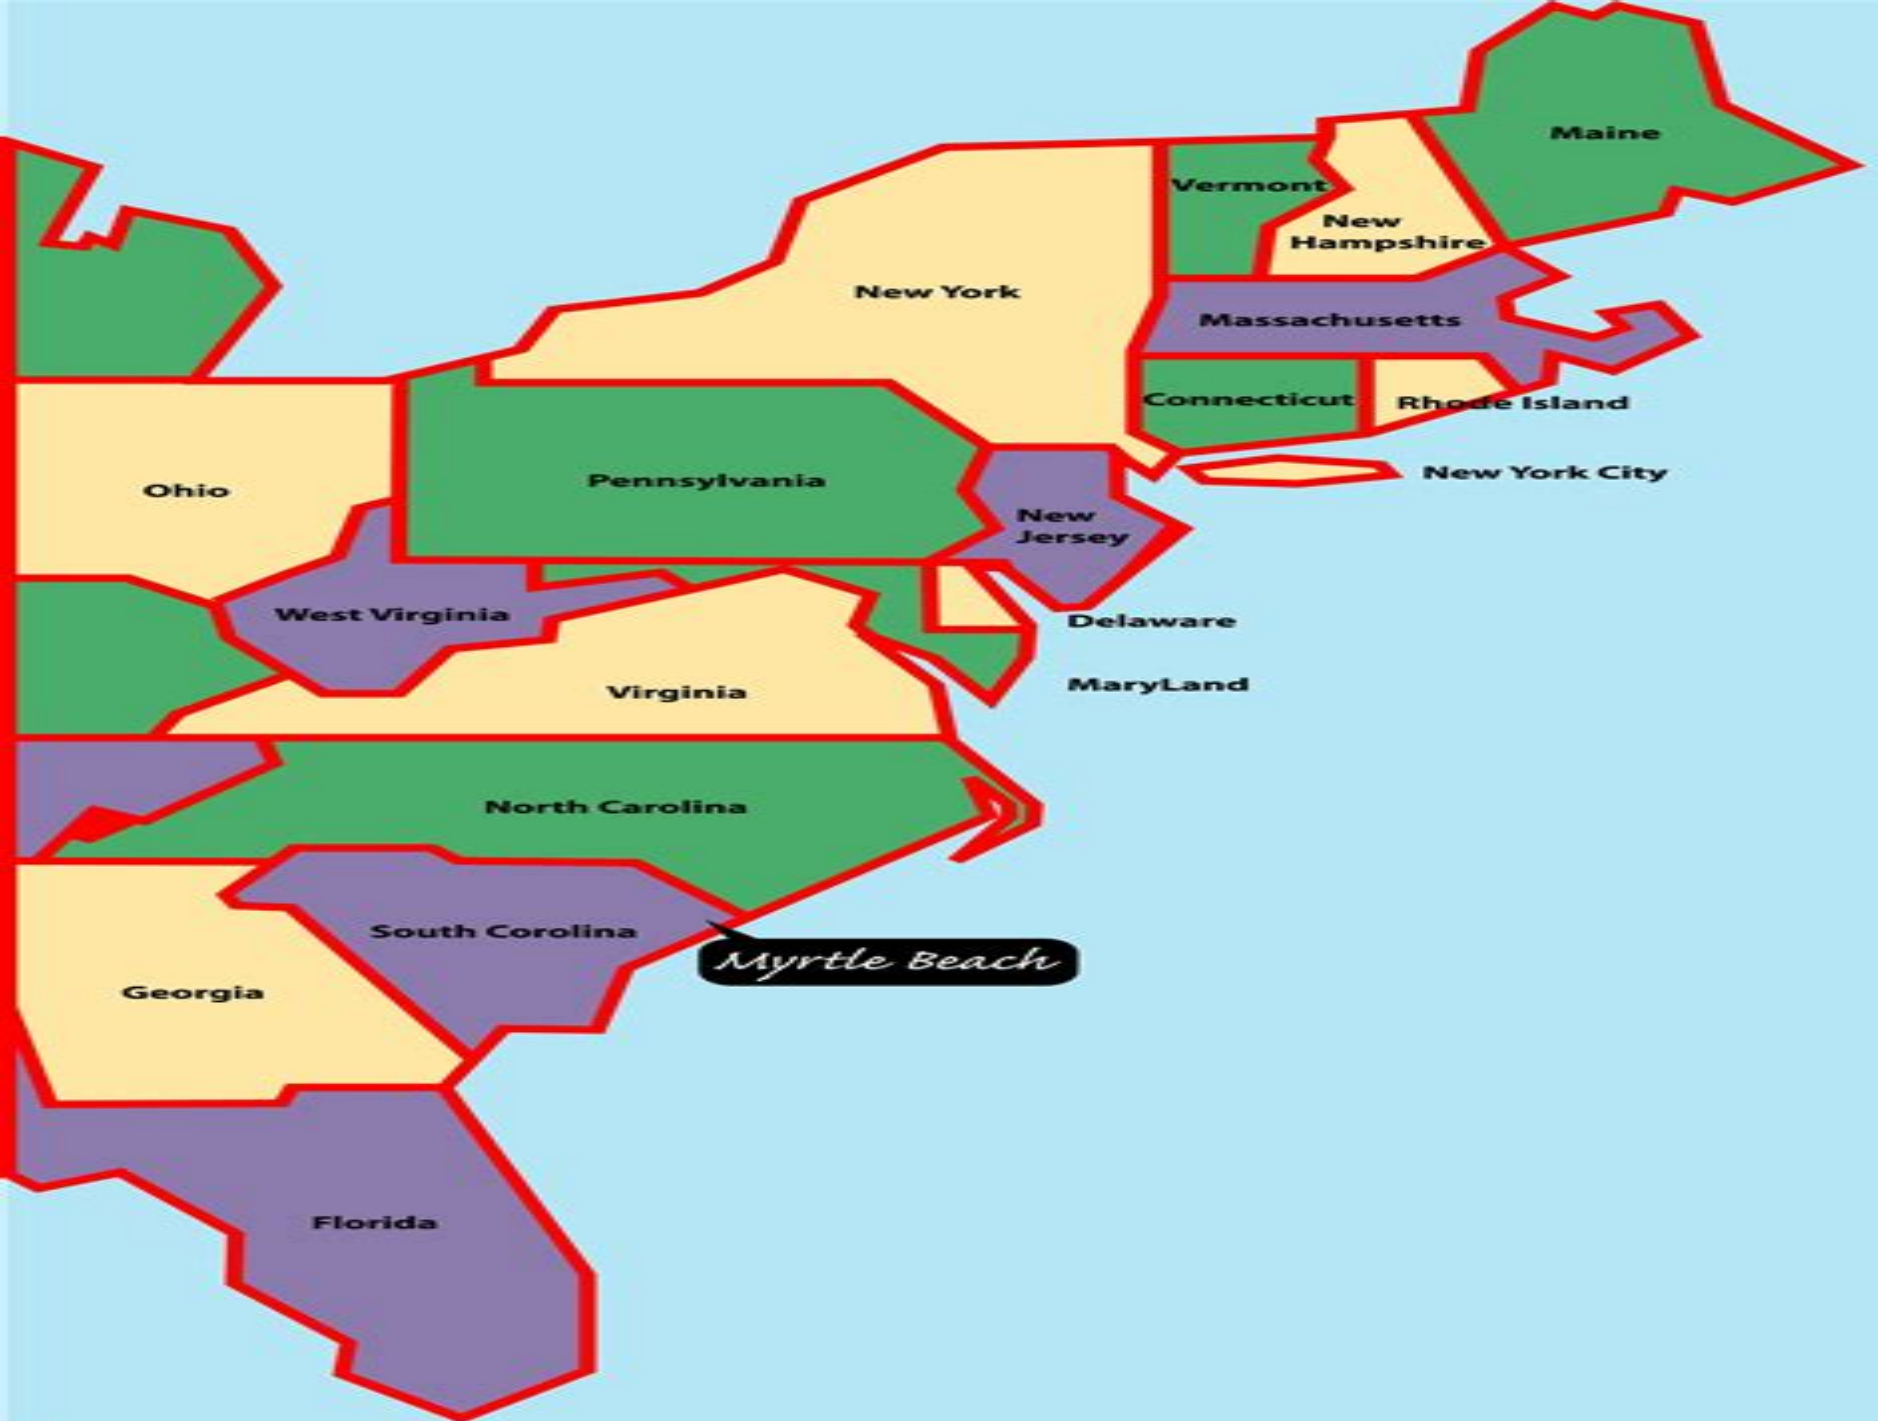 Maine
Vermont
New
Hampshire
New York
Massachusetts
Connecticut
Rhode Island
New York City
Pennsylvania
Ohio
New
Jersey
West Virginia
Delaware
MaryLand
Virginia
North Carolina
South Corolina
Myrtle Beach
Georgia
Florida